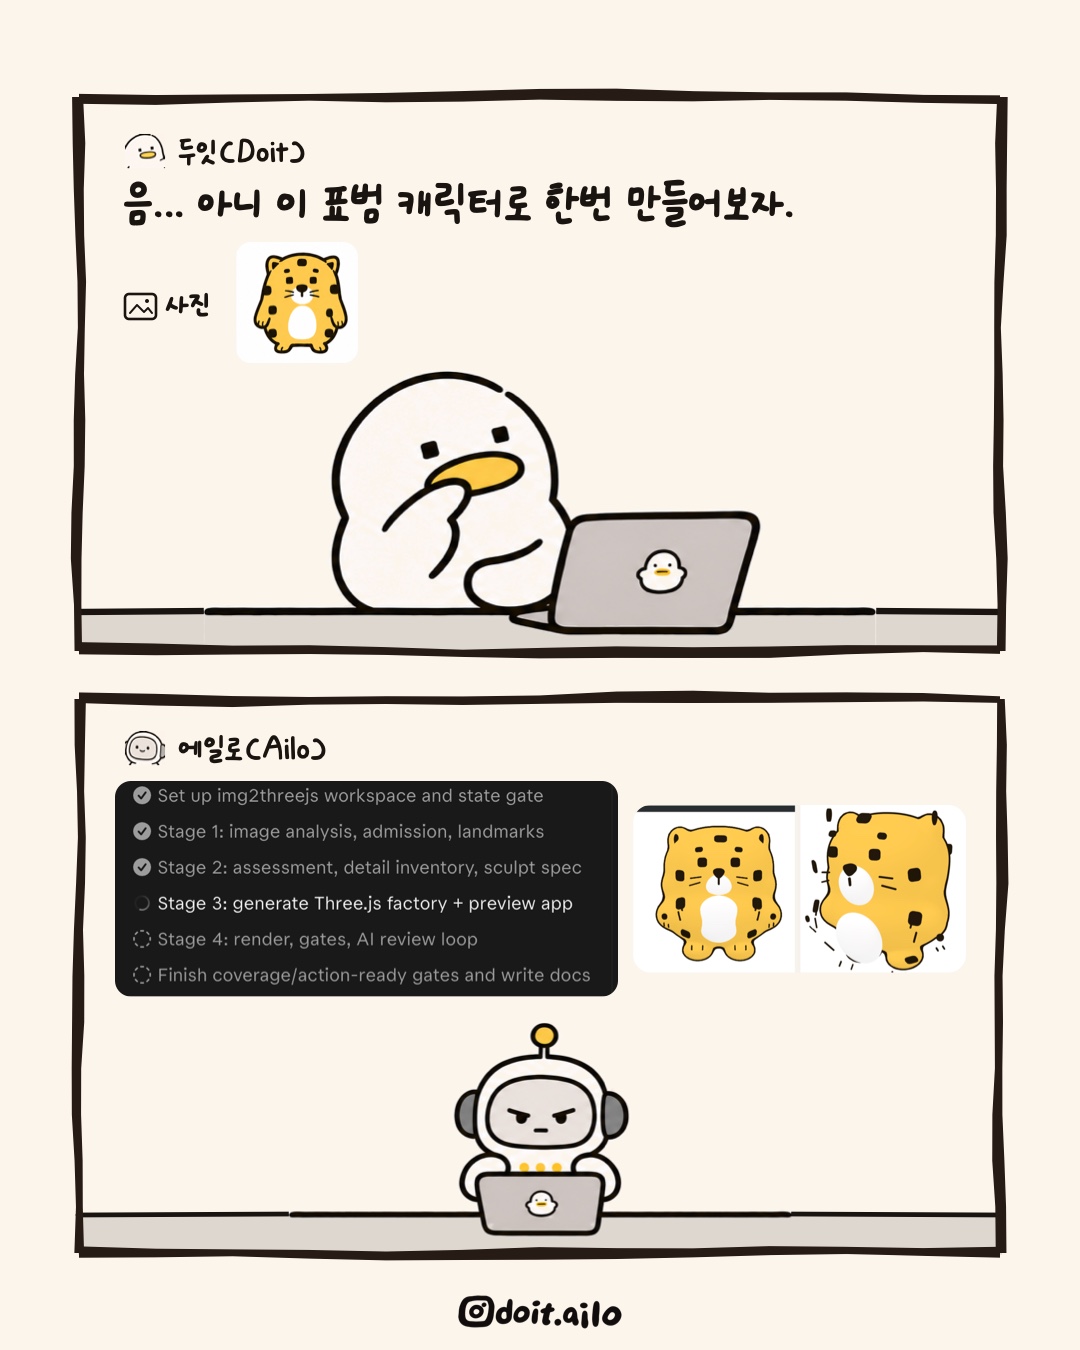 두잇(Doit)
음... 아니 이 표범 캐릭터로 한번 만들어보자.
사진
에일로(Ailo)
Set up img2threejs workspace and state gate
Stage 1: image analysis, admission, landmarks
Stage 2: assessment, detail inventory, sculpt spec
Stage 3: generate Three.js factory + preview app
Stage 4: render, gates, AI review loop
Finish coverage/action-ready gates and write docs
doit.ailo